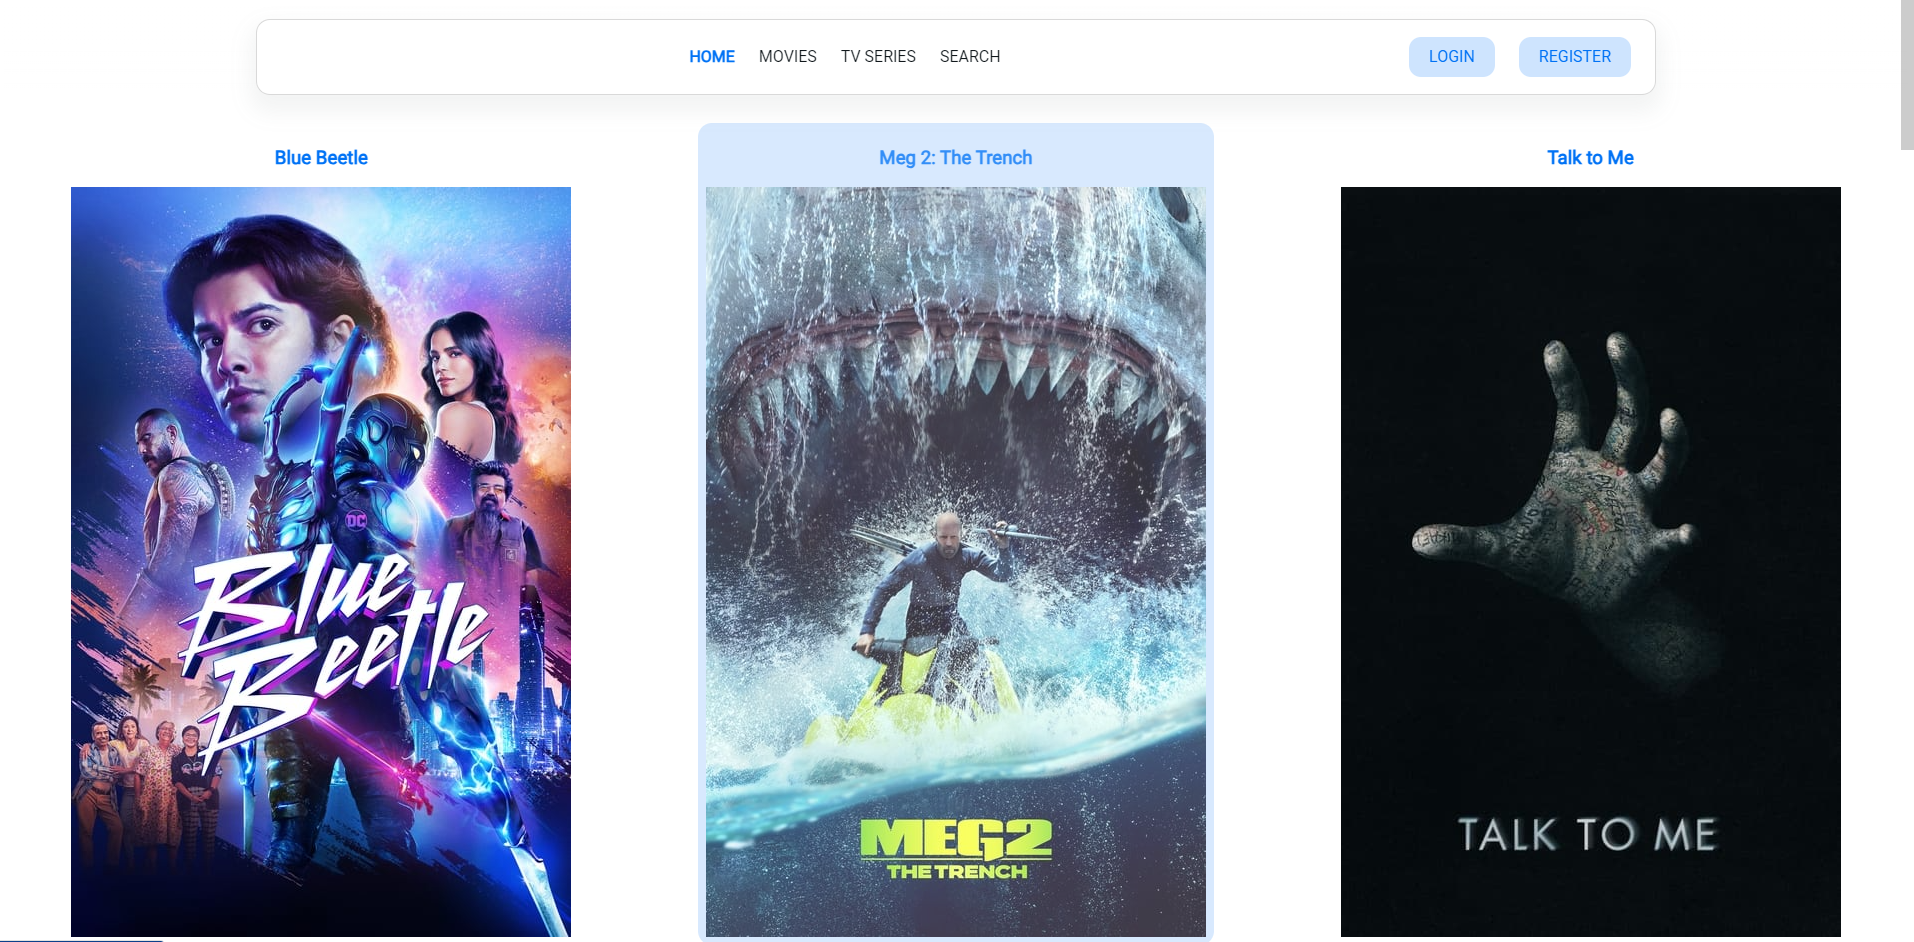 HOME MOVIES TV SERIES SEARCH LOGIN REGISTER
Blue Beetle
Meg 2: The Trench
Talk to Me
DC
Blue
Beetle
MEG2
THE TRENCH
TALK TO ME